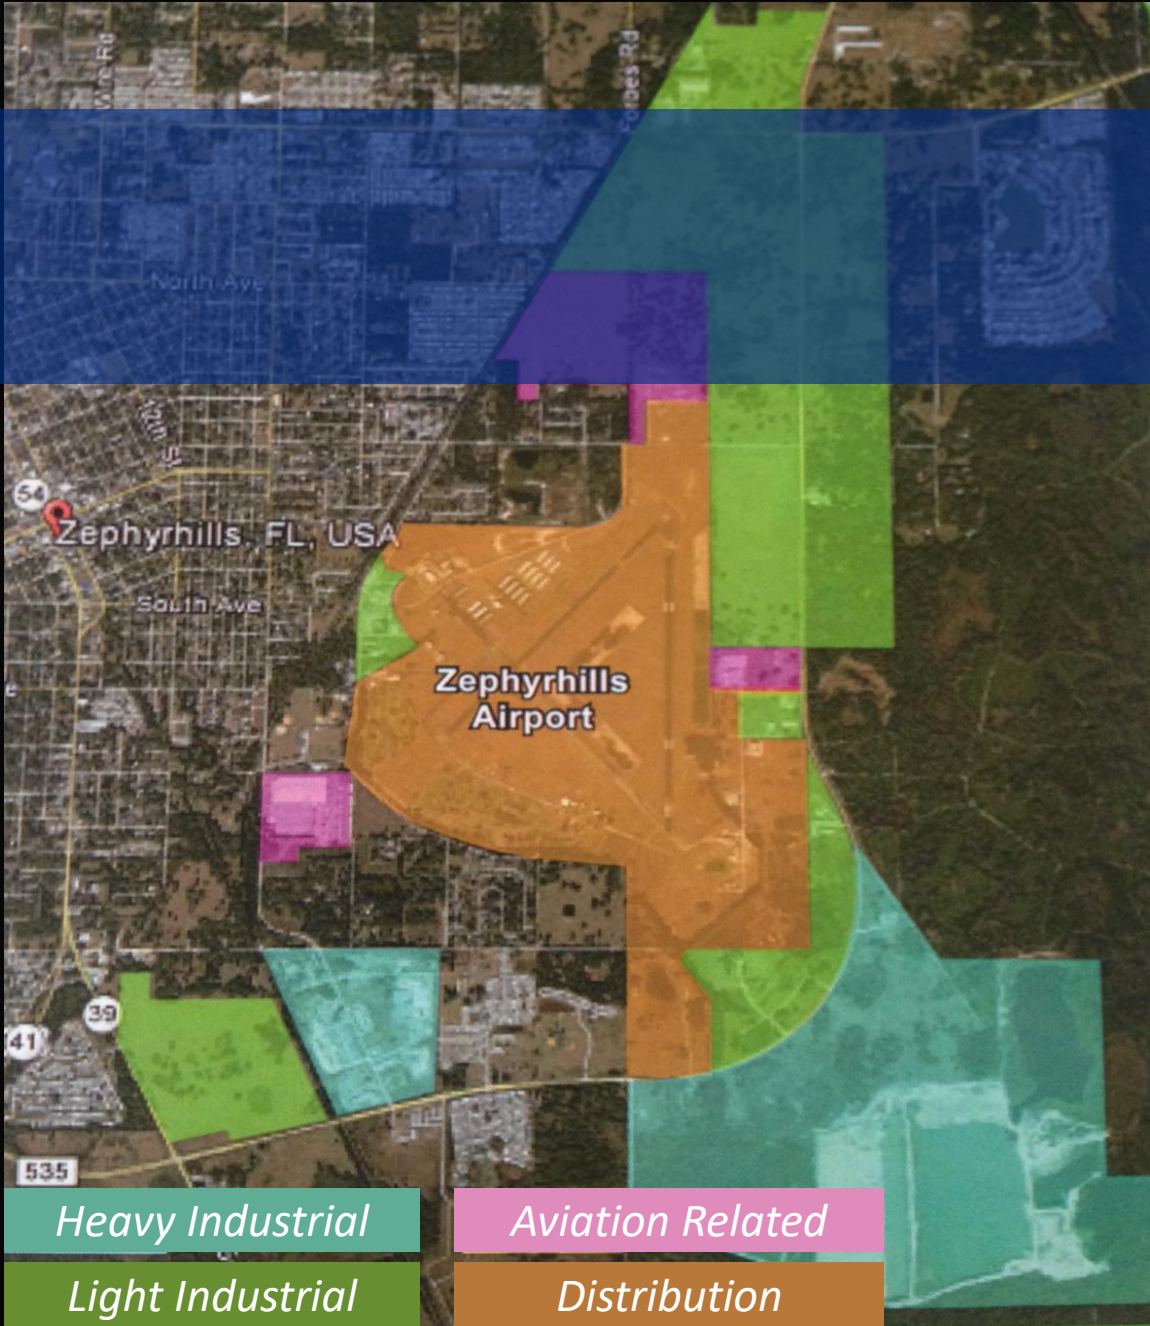 Wire Rd
Forbes Rd
North Ave
12th St
54
Zephyrhills, FL, USA
South Ave
Zephyrhills
Airport
39
41
535
Heavy Industrial
Aviation Related
Light Industrial
Distribution